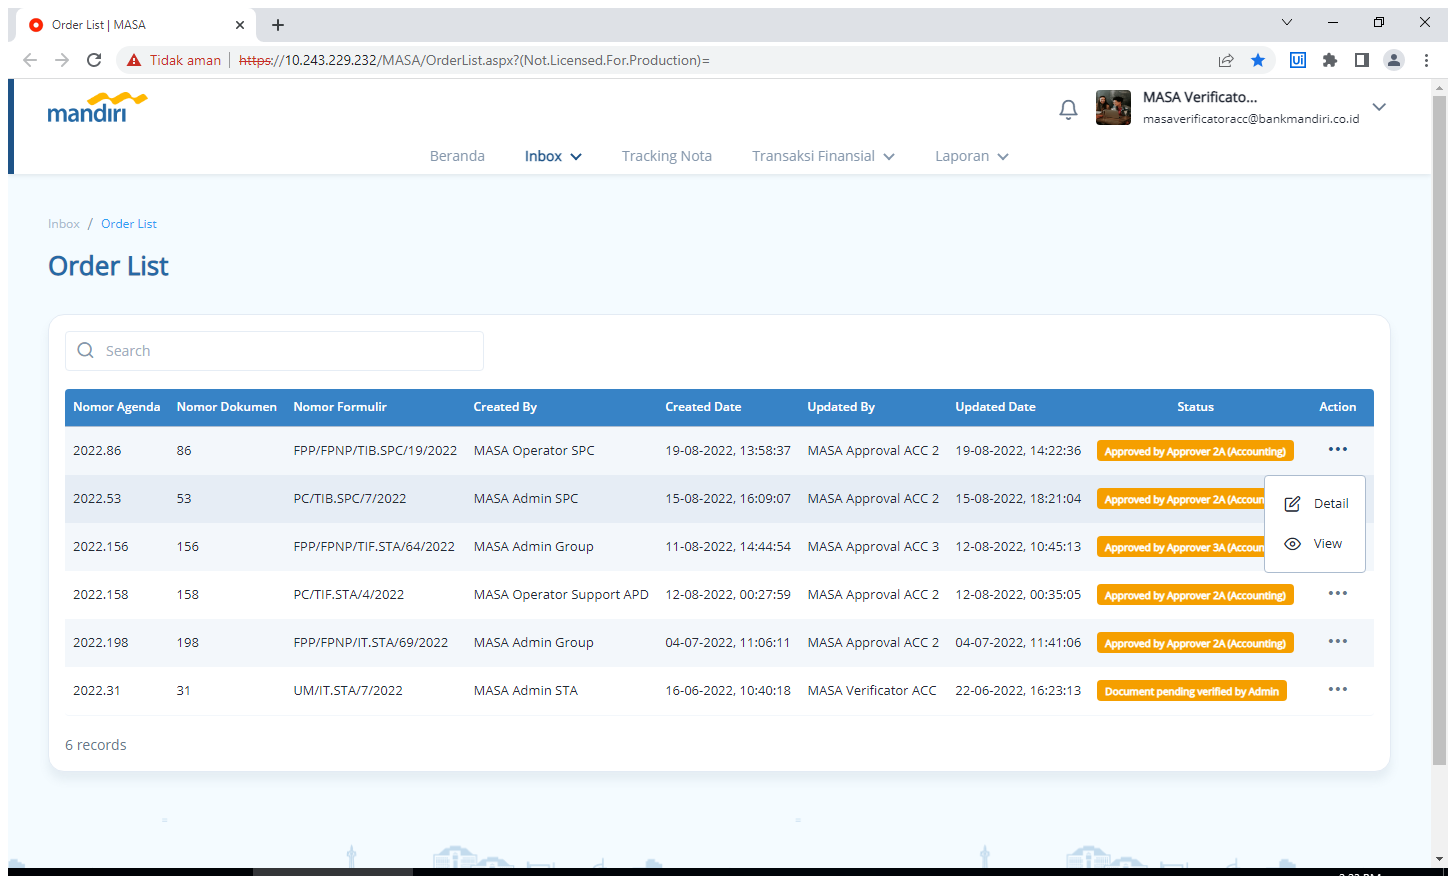 Order List | MASA
Tidak aman | https://10.243.229.232/MASA/OrderList.aspx?(Not.Licensed.For.Production)=
Ui
mandiri
MASA Verificato...
masaverificatoracc@bankmandiri.co.id
Beranda Inbox Tracking Nota Transaksi Finansial Laporan
Inbox / Order List
Order List
Search
Nomor Agenda Nomor Dokumen Nomor Formulir Created By Created Date Updated By Updated Date Status Action
2022.86 86 FPP/FPNP/TIB.SPC/19/2022 MASA Operator SPC 19-08-2022, 13:58:37 MASA Approval ACC 2 19-08-2022, 14:22:36 Approved by Approver 2A (Accounting) •••
2022.53 53 PC/TIB.SPC/7/2022 MASA Admin SPC 15-08-2022, 16:09:07 MASA Approval ACC 2 15-08-2022, 18:21:04 Approved by Approver 2A (Accoun
Detail
2022.156 156 FPP/FPNP/TIF.STA/64/2022 MASA Admin Group 11-08-2022, 14:44:54 MASA Approval ACC 3 12-08-2022, 10:45:13 Approved by Approver 3A (Accoun
View
2022.158 158 PC/TIF.STA/4/2022 MASA Operator Support APD 12-08-2022, 00:27:59 MASA Approval ACC 2 12-08-2022, 00:35:05 Approved by Approver 2A (Accounting) •••
2022.198 198 FPP/FPNP/IT.STA/69/2022 MASA Admin Group 04-07-2022, 11:06:11 MASA Approval ACC 2 04-07-2022, 11:41:06 Approved by Approver 2A (Accounting) •••
2022.31 31 UM/IT.STA/7/2022 MASA Admin STA 16-06-2022, 10:40:18 MASA Verificator ACC 22-06-2022, 16:23:13 Document pending verified by Admin •••
6 records